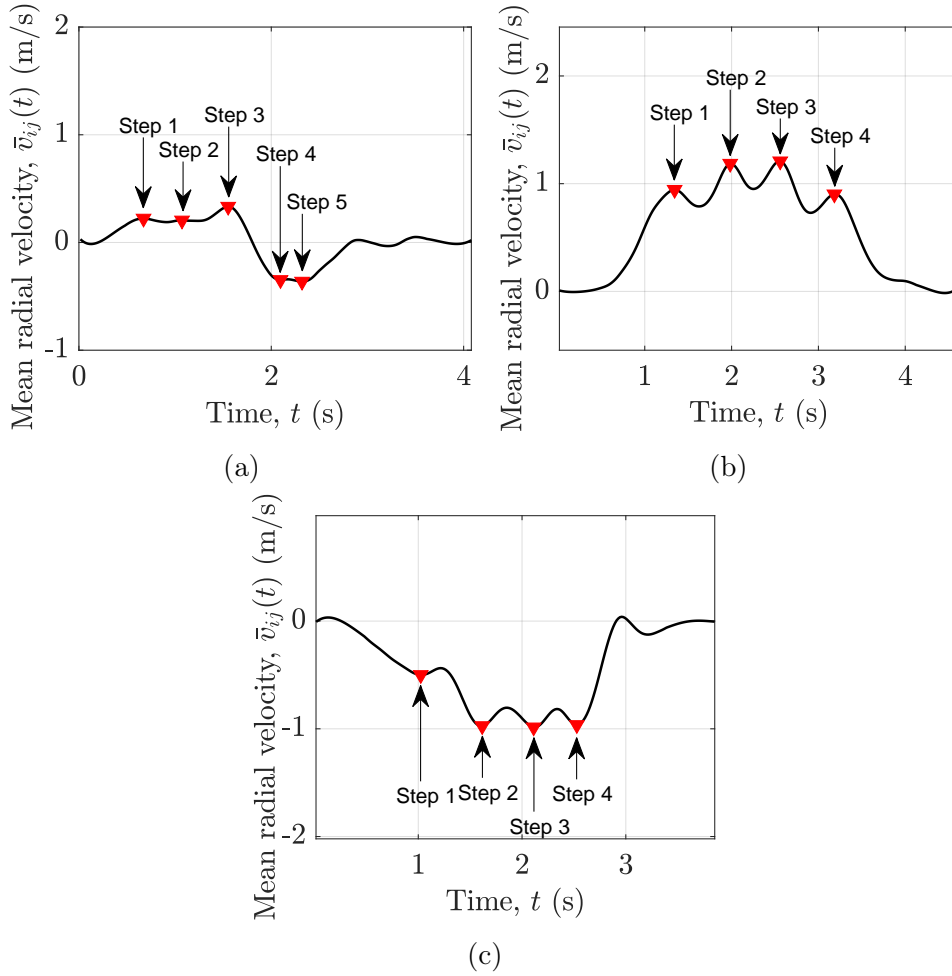 Mean radial velocity, v̄ij(t) (m/s)
2
1
0
-1
Step 1
Step 2
Step 3
Step 4
Step 5
0
2
4
Time, t (s)
(a)
Mean radial velocity, v̄ij(t) (m/s)
2
1
0
Step 1
Step 2
Step 3
Step 4
1
2
3
4
Time, t (s)
(b)
Mean radial velocity, v̄ij(t) (m/s)
0
-1
-2
Step 1
Step 2
Step 3
Step 4
1
2
3
Time, t (s)
(c)